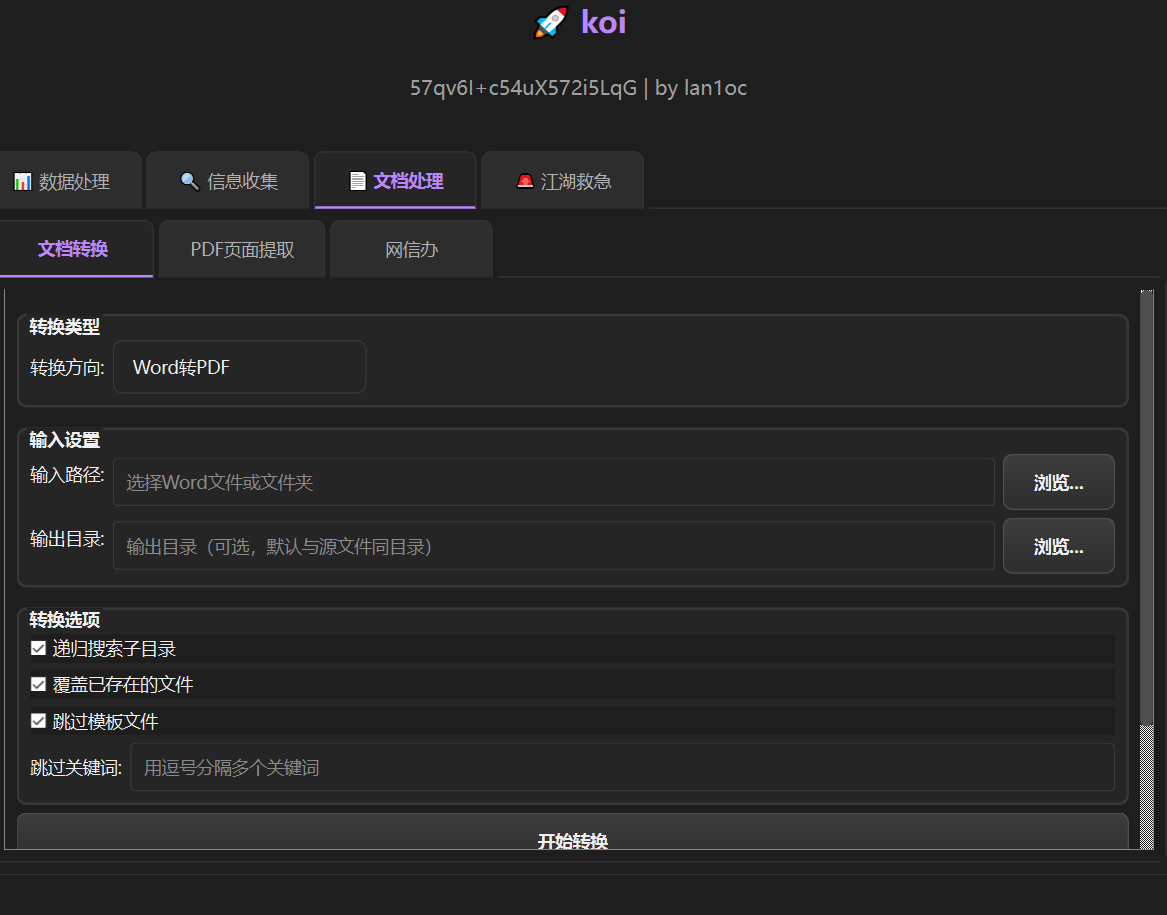 koi
57qv6I+c54uX572i5LqG | by lan1oc
数据处理 信息收集 文档处理 江湖救急
文档转换 PDF页面提取 网信办
转换类型
转换方向: Word转PDF
输入设置
输入路径: 选择Word文件或文件夹 浏览...
输出目录: 输出目录（可选，默认与源文件同目录） 浏览...
转换选项
递归搜索子目录
覆盖已存在的文件
跳过模板文件
跳过关键词: 用逗号分隔多个关键词
开始转换